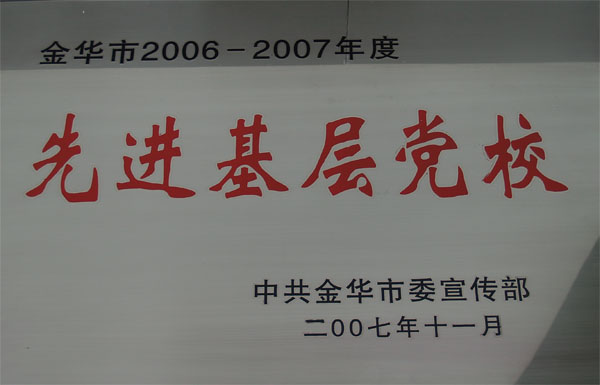 金华市2006-2007年度
先进基层党校
中共金华市委宣传部
二00七年十一月